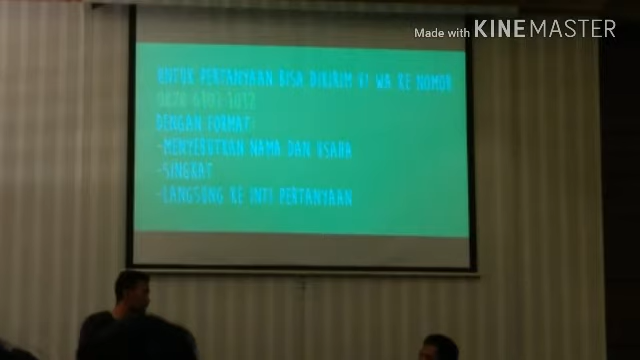 Made with KINEMASTER
UNTUK PERTANYAAN BISA DIKIRIM VI WA KE NOMOR
DENGAN FORMAT:
-MENYEBUTKAN NAMA DAN USAHA
-SINGKAT
-LANGSUNG KE INTI PERTANYAAN